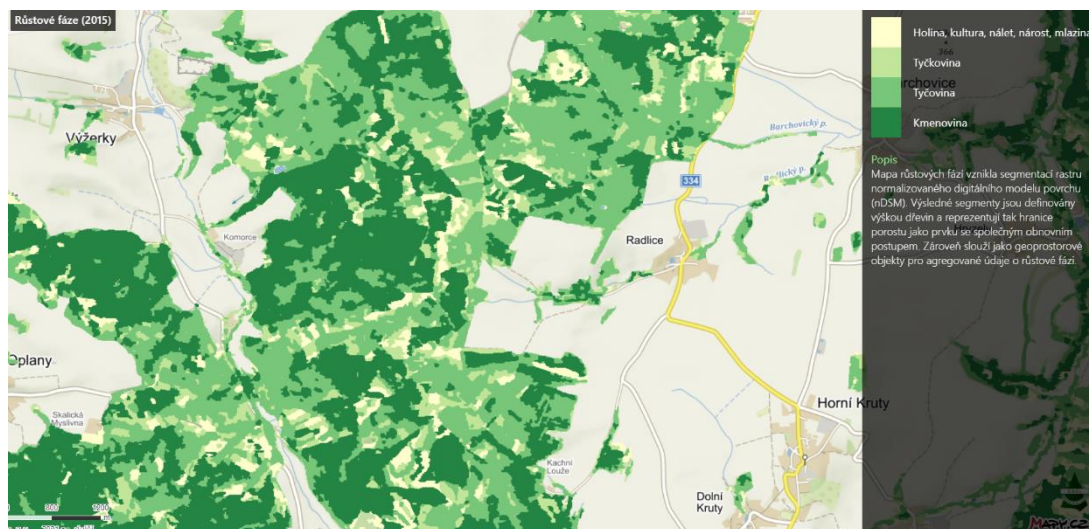 Růstové fáze (2015)
Holina, kultura, nálet, nárost, mlazina
366
Tyčkovina
Barchovice
Tyčovina
Kmenovina
Výžerky
Barchovický p.
Radlický p.
334
Komorce
Radlice
Popis
Mapa růstových fází vznikla segmentací rastru
normalizovaného digitálního modelu povrchu
(nDSM). Výsledné segmenty jsou definovány
výškou dřevin a reprezentují tak hranice
porostu jako prvku se společným obnovním
postupem. Zároveň slouží jako geoprostorové
objekty pro agregované údaje o růstové fázi.
Oplany
Skalická
Myslivna
Horní Kruty
Kachní
Louže
Dolní
Kruty
m